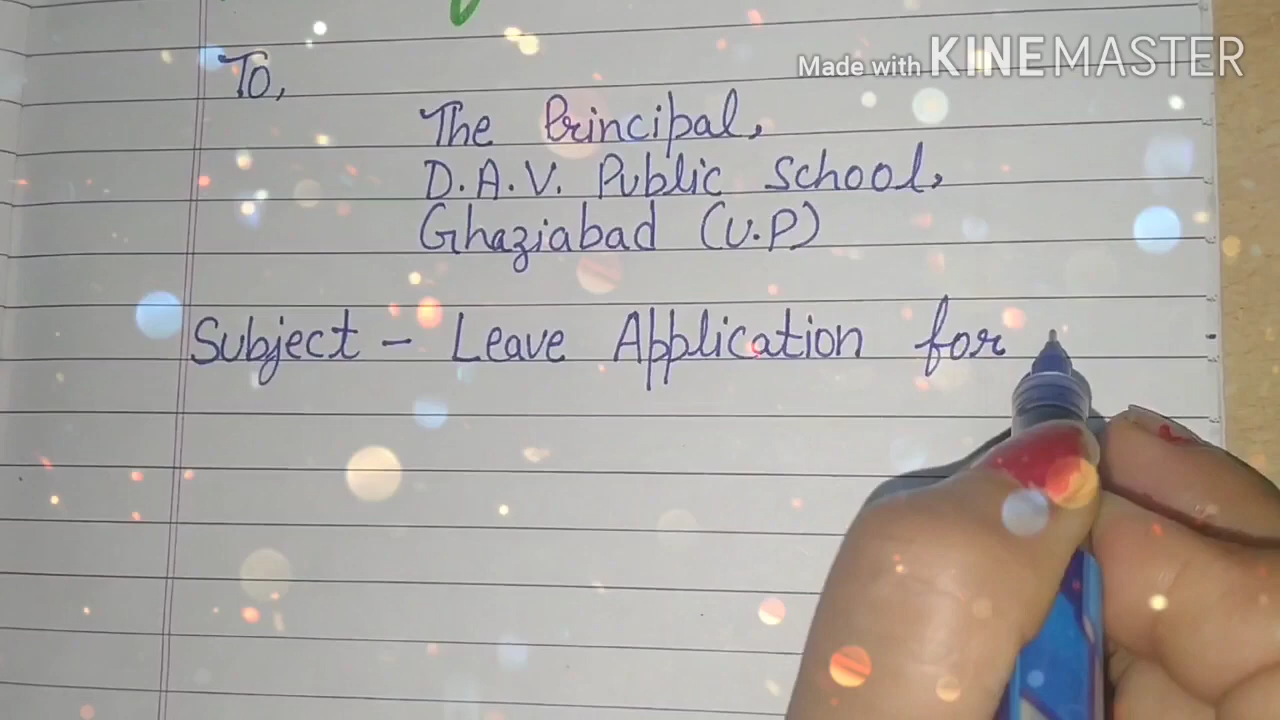 Made with KINEMASTER
To,
The Principal,
D.A.V. Public School,
Ghaziabad (U.P)
Subject - Leave Application for